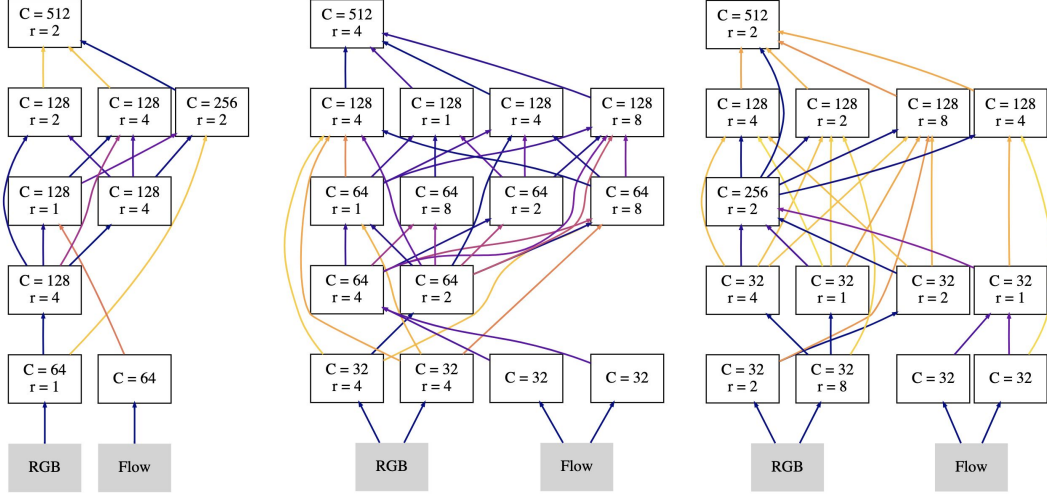 C = 512
r = 2
C = 128
r = 2
C = 128
r = 4
C = 256
r = 2
C = 128
r = 1
C = 128
r = 4
C = 128
r = 4
C = 64
r = 1
C = 64
RGB
Flow
C = 512
r = 4
C = 128
r = 4
C = 128
r = 1
C = 128
r = 4
C = 128
r = 8
C = 64
r = 1
C = 64
r = 8
C = 64
r = 2
C = 64
r = 8
C = 64
r = 4
C = 64
r = 2
C = 32
r = 4
C = 32
r = 4
C = 32
C = 32
RGB
Flow
C = 512
r = 2
C = 128
r = 4
C = 128
r = 2
C = 128
r = 8
C = 128
r = 4
C = 256
r = 2
C = 32
r = 4
C = 32
r = 1
C = 32
r = 2
C = 32
r = 1
C = 32
r = 2
C = 32
r = 8
C = 32
C = 32
RGB
Flow